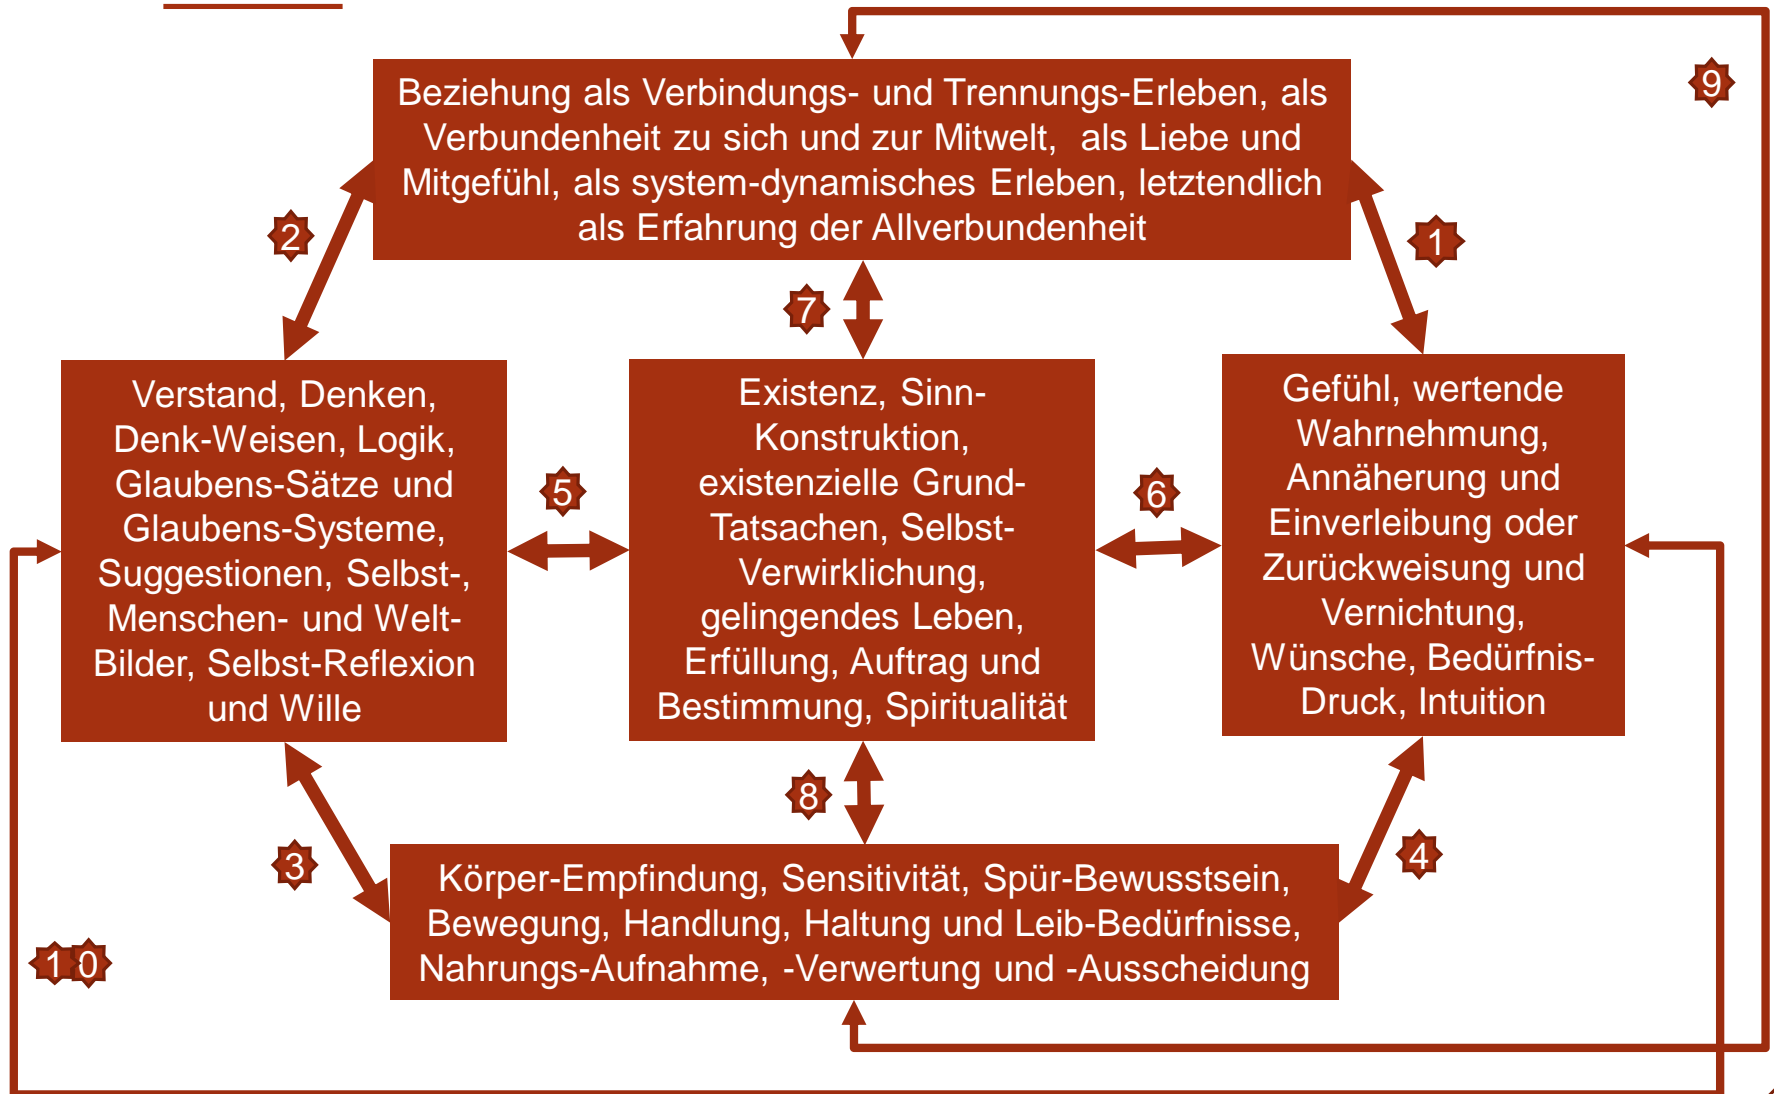 9
Beziehung als Verbindungs- und Trennungs-Erleben, als
Verbundenheit zu sich und zur Mitwelt, als Liebe und
Mitgefühl, als system-dynamisches Erleben, letztendlich
als Erfahrung der Allverbundenheit
2
1
7
Verstand, Denken,
Denk-Weisen, Logik,
Glaubens-Sätze und
Glaubens-Systeme,
Suggestionen, Selbst-,
Menschen- und Welt-
Bilder, Selbst-Reflexion
und Wille
5
Existenz, Sinn-
Konstruktion,
existenzielle Grund-
Tatsachen, Selbst-
Verwirklichung,
gelingendes Leben,
Erfüllung, Auftrag und
Bestimmung, Spiritualität
6
Gefühl, wertende
Wahrnehmung,
Annäherung und
Einverleibung oder
Zurückweisung und
Vernichtung,
Wünsche, Bedürfnis-
Druck, Intuition
8
3
4
Körper-Empfindung, Sensitivität, Spür-Bewusstsein,
Bewegung, Handlung, Haltung und Leib-Bedürfnisse,
Nahrungs-Aufnahme, -Verwertung und -Ausscheidung
10